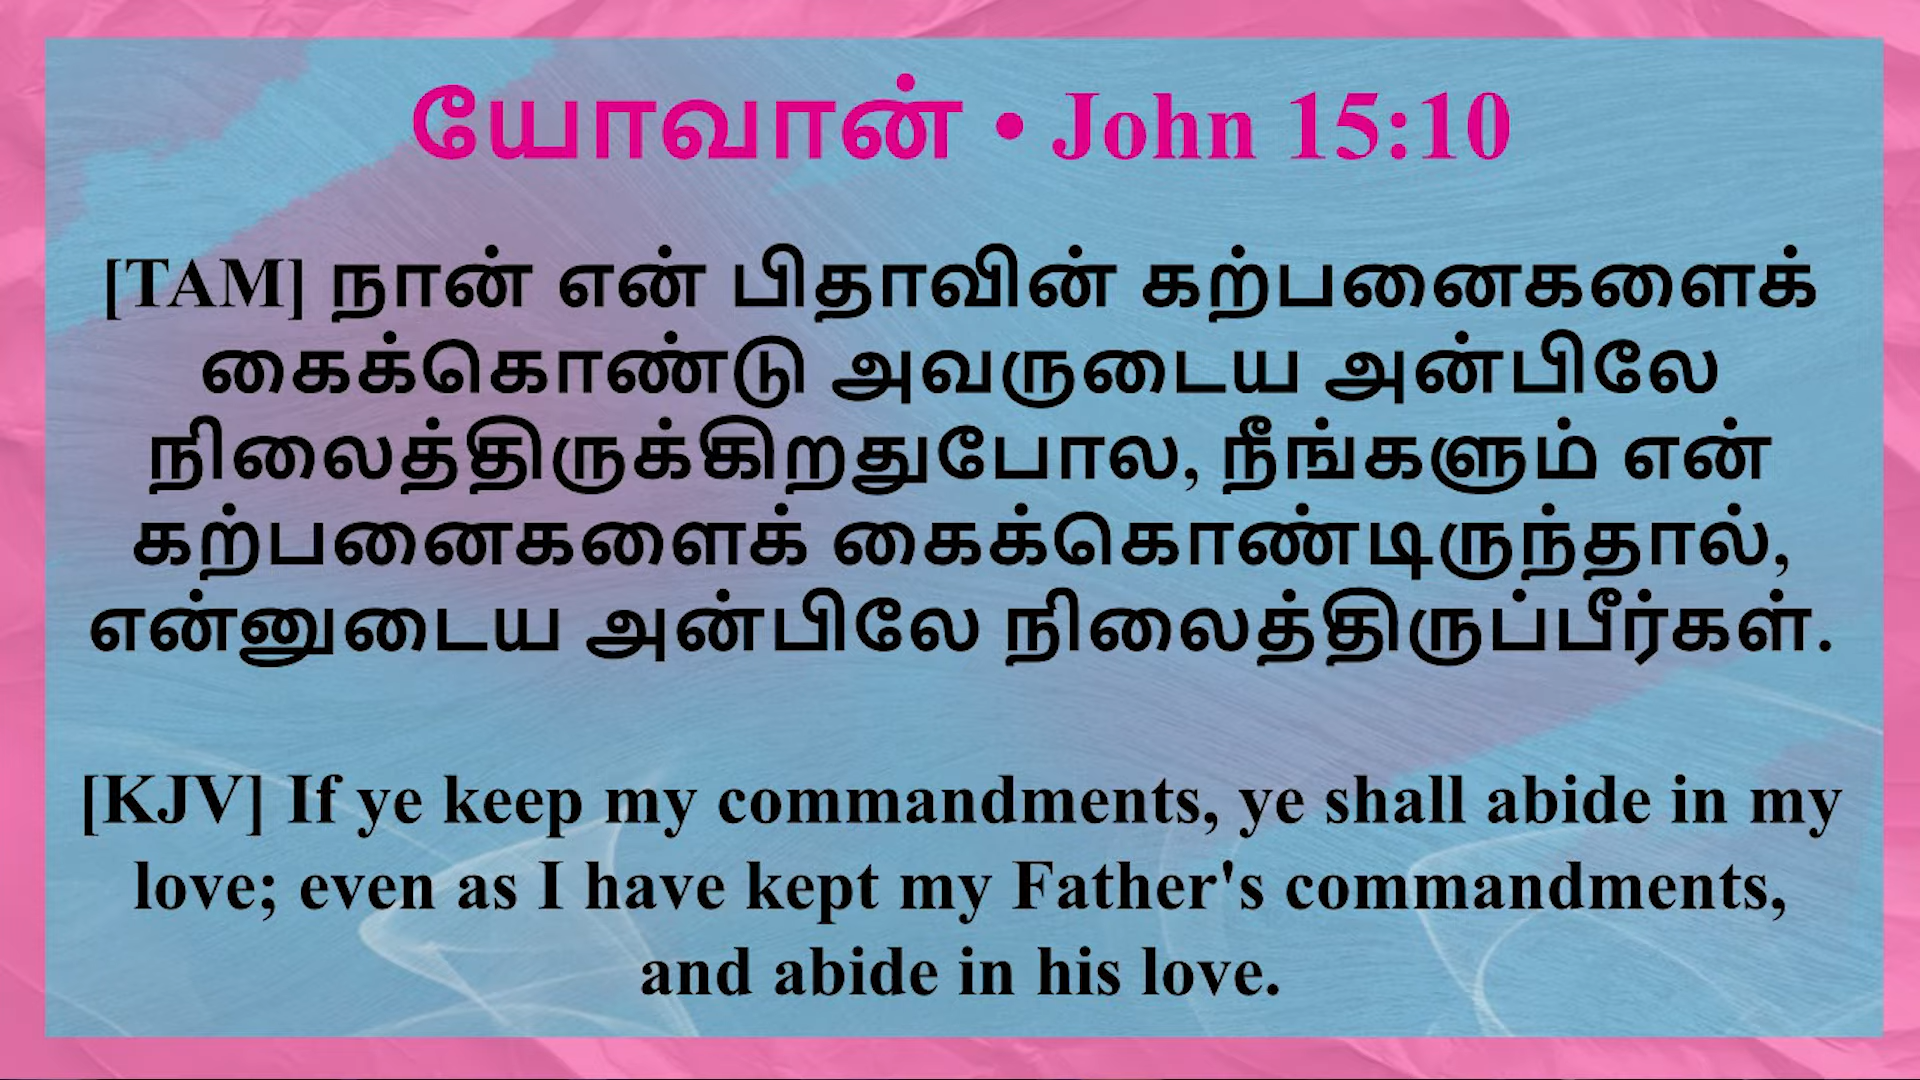 யோவான் • John 15:10
[TAM] நான் என் பிதாவின் கற்பனைகளைக்
கைக்கொண்டு அவருடைய அன்பிலே
நிலைத்திருக்கிறதுபோல, நீங்களும் என்
கற்பனைகளைக் கைக்கொண்டிருந்தால்,
என்னுடைய அன்பிலே நிலைத்திருப்பீர்கள்.
[KJV] If ye keep my commandments, ye shall abide in my
love; even as I have kept my Father's commandments,
and abide in his love.